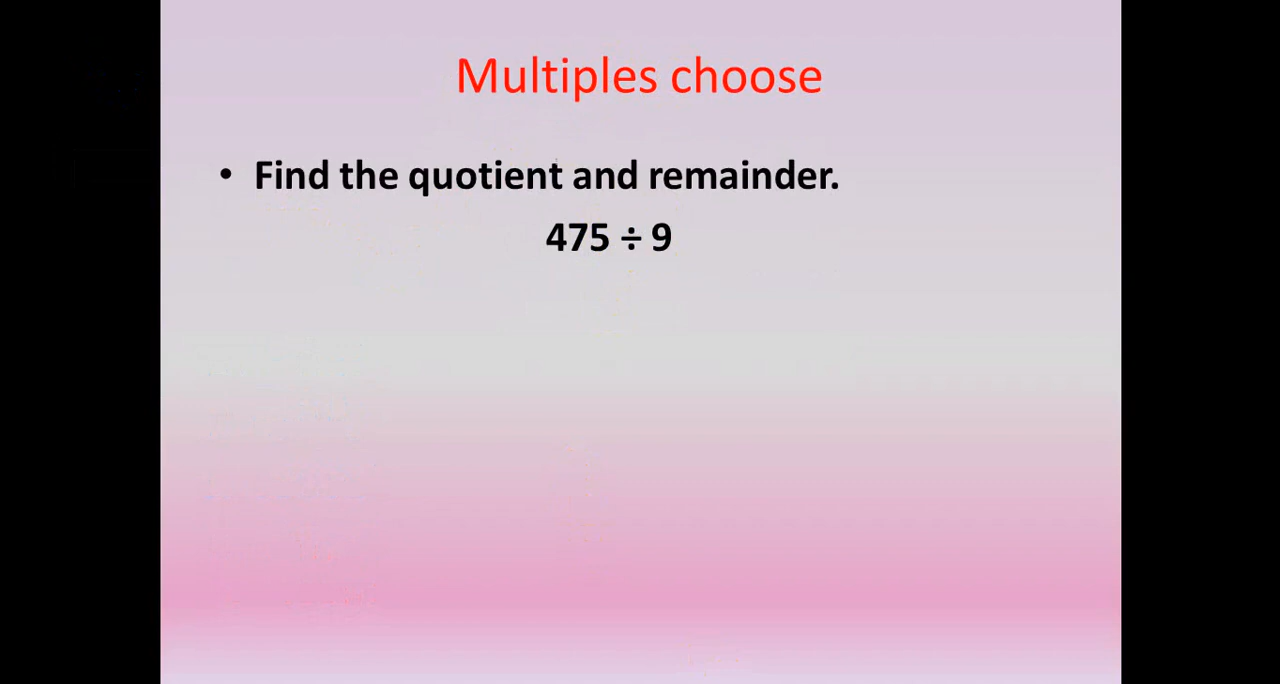 Multiples choose
• Find the quotient and remainder.
475 ÷ 9